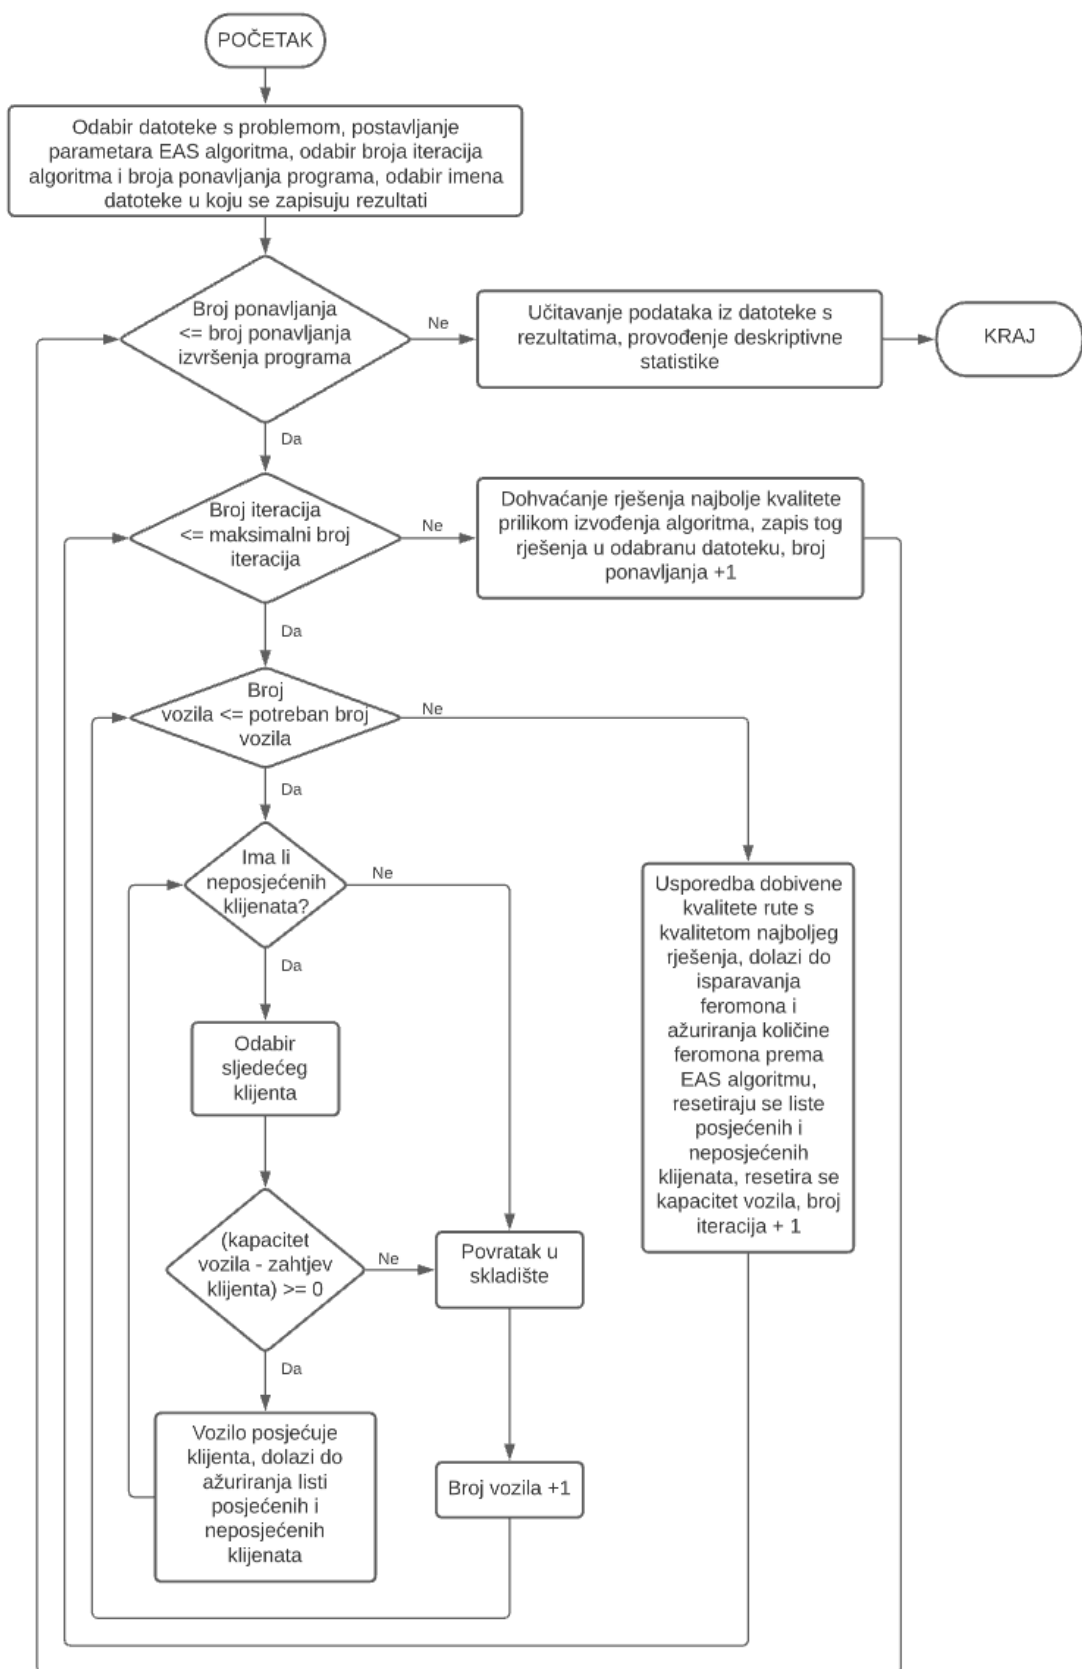 POČETAK
Odabir datoteke s problemom, postavljanje
parametara EAS algoritma, odabir broja iteracija
algoritma i broja ponavljanja programa, odabir imena
datoteke u koju se zapisuju rezultati
Broj ponavljanja
<= broj ponavljanja
izvršenja programa
Ne
Učitavanje podataka iz datoteke s
rezultatima, provođenje deskriptivne
statistike
KRAJ
Da
Broj iteracija
<= maksimalni broj
iteracija
Ne
Dohvaćanje rješenja najbolje kvalitete
prilikom izvođenja algoritma, zapis tog
rješenja u odabranu datoteku, broj
ponavljanja +1
Da
Broj
vozila <= potreban broj
vozila
Ne
Da
Ima li
neposjećenih
klijenata?
Ne
Da
Usporedba dobivene
kvalitete rute s
kvalitetom najboljeg
rješenja, dolazi do
isparavanja
feromona i
ažuriranja količine
feromona prema
EAS algoritmu,
resetiraju se liste
posjećenih i
neposjećenih
klijenata, resetira se
kapacitet vozila, broj
iteracija + 1
Odabir
sljedećeg
klijenta
(kapacitet
vozila - zahtjev
klijenta) >= 0
Ne
Povratak u
skladište
Da
Vozilo posjećuje
klijenta, dolazi do
ažuriranja listi
posjećenih i
neposjećenih
klijenata
Broj vozila +1